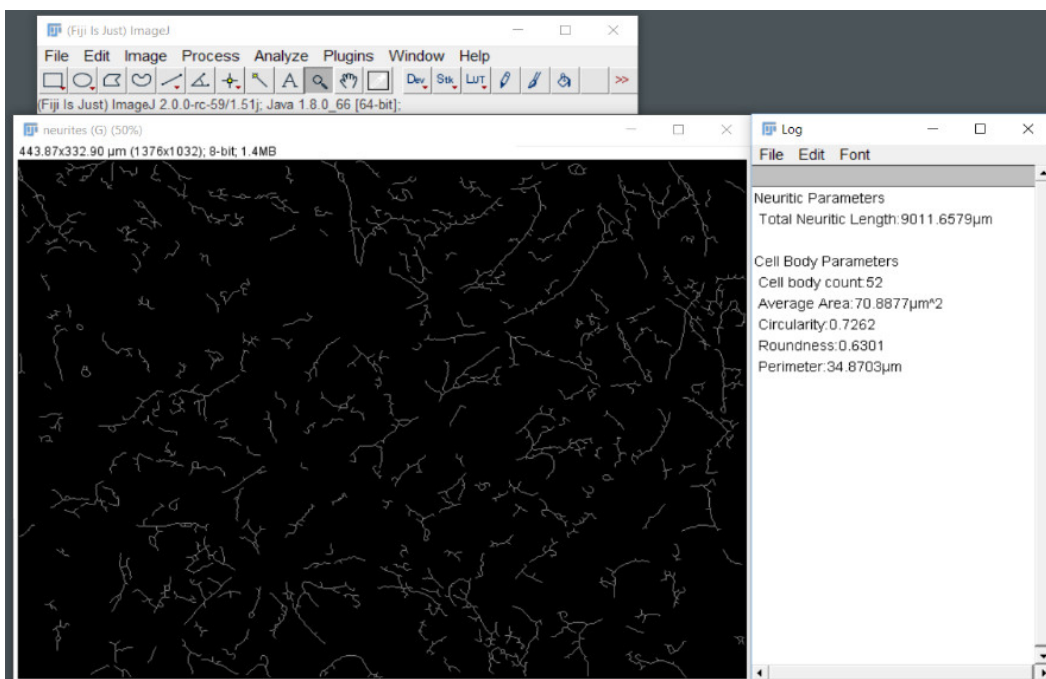 (Fiji Is Just) ImageJ
File Edit Image Process Analyze Plugins Window Help
A Dev Stk LUT >>
(Fiji Is Just) ImageJ 2.0.0-rc-59/1.51j; Java 1.8.0_66 [64-bit];
neurites (G) (50%)
443.87x332.90 µm (1376x1032); 8-bit; 1.4MB
Log
File Edit Font
Neuritic Parameters
Total Neuritic Length:9011.6579µm
Cell Body Parameters
Cell body count:52
Average Area:70.8877µm^2
Circularity:0.7262
Roundness:0.6301
Perimeter:34.8703µm